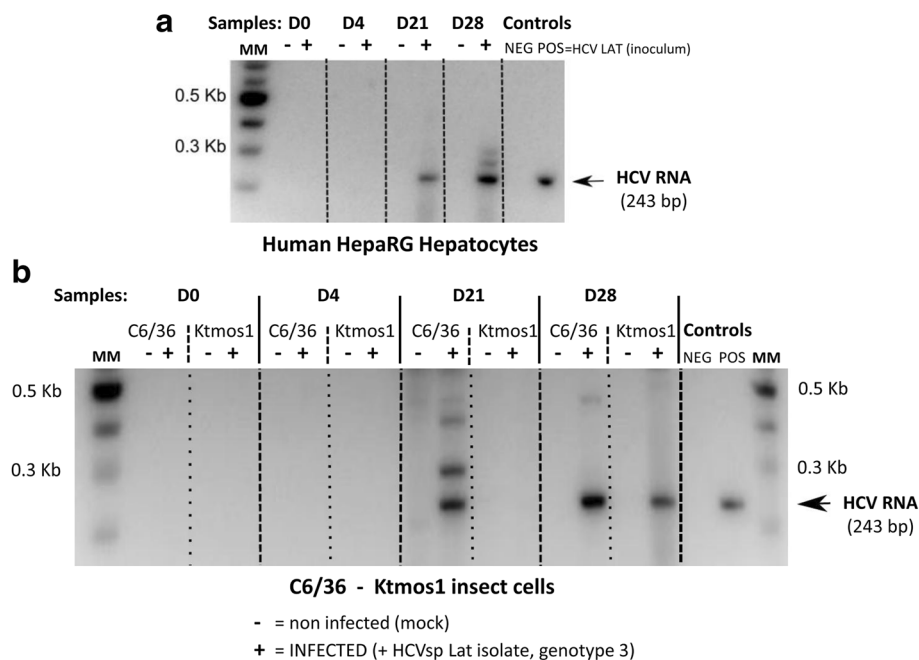 a
Samples: D0 D4 D21 D28 Controls
MM - + - + - + - + NEG POS=HCV LAT (inoculum)
0.5 Kb
0.3 Kb
HCV RNA
(243 bp)
Human HepaRG Hepatocytes
b
Samples: D0 D4 D21 D28
C6/36 Ktmos1 C6/36 Ktmos1 C6/36 Ktmos1 C6/36 Ktmos1 Controls
MM - + - + - + - + - + - + - + - + NEG POS MM
0.5 Kb 0.5 Kb
0.3 Kb 0.3 Kb
HCV RNA
(243 bp)
C6/36 - Ktmos1 insect cells
- = non infected (mock)
+ = INFECTED (+ HCVsp Lat isolate, genotype 3)